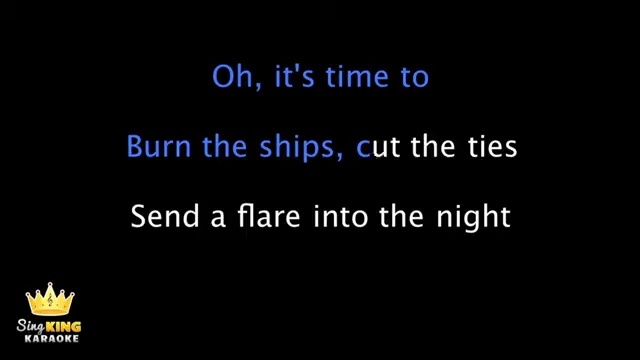 Oh, it's time to
Burn the ships, cut the ties
Send a flare into the night
Sing KING
KARAOKE